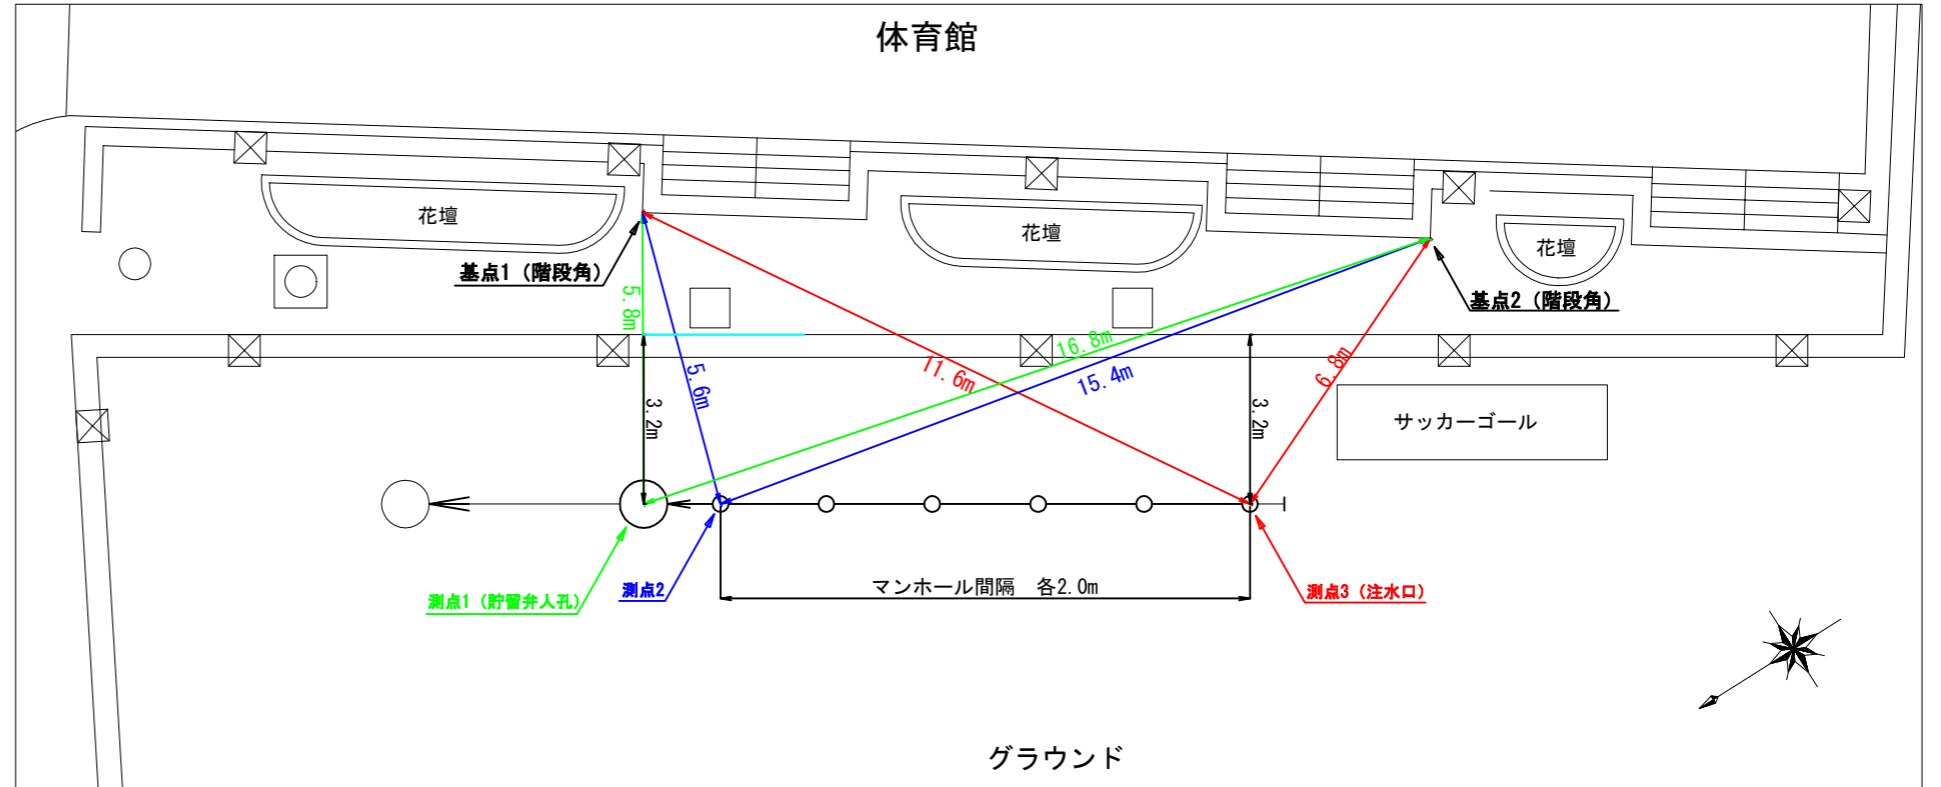 体育館
花壇
花壇
花壇
基点1（階段角）
基点2（階段角）
5.8m
16.8m
11.6m
15.4m
6.8m
5.6m
3.2m
3.2m
サッカーゴール
マンホール間隔　各2.0m
測点1（貯留弁人孔）
測点2
測点3（注水口）
グラウンド